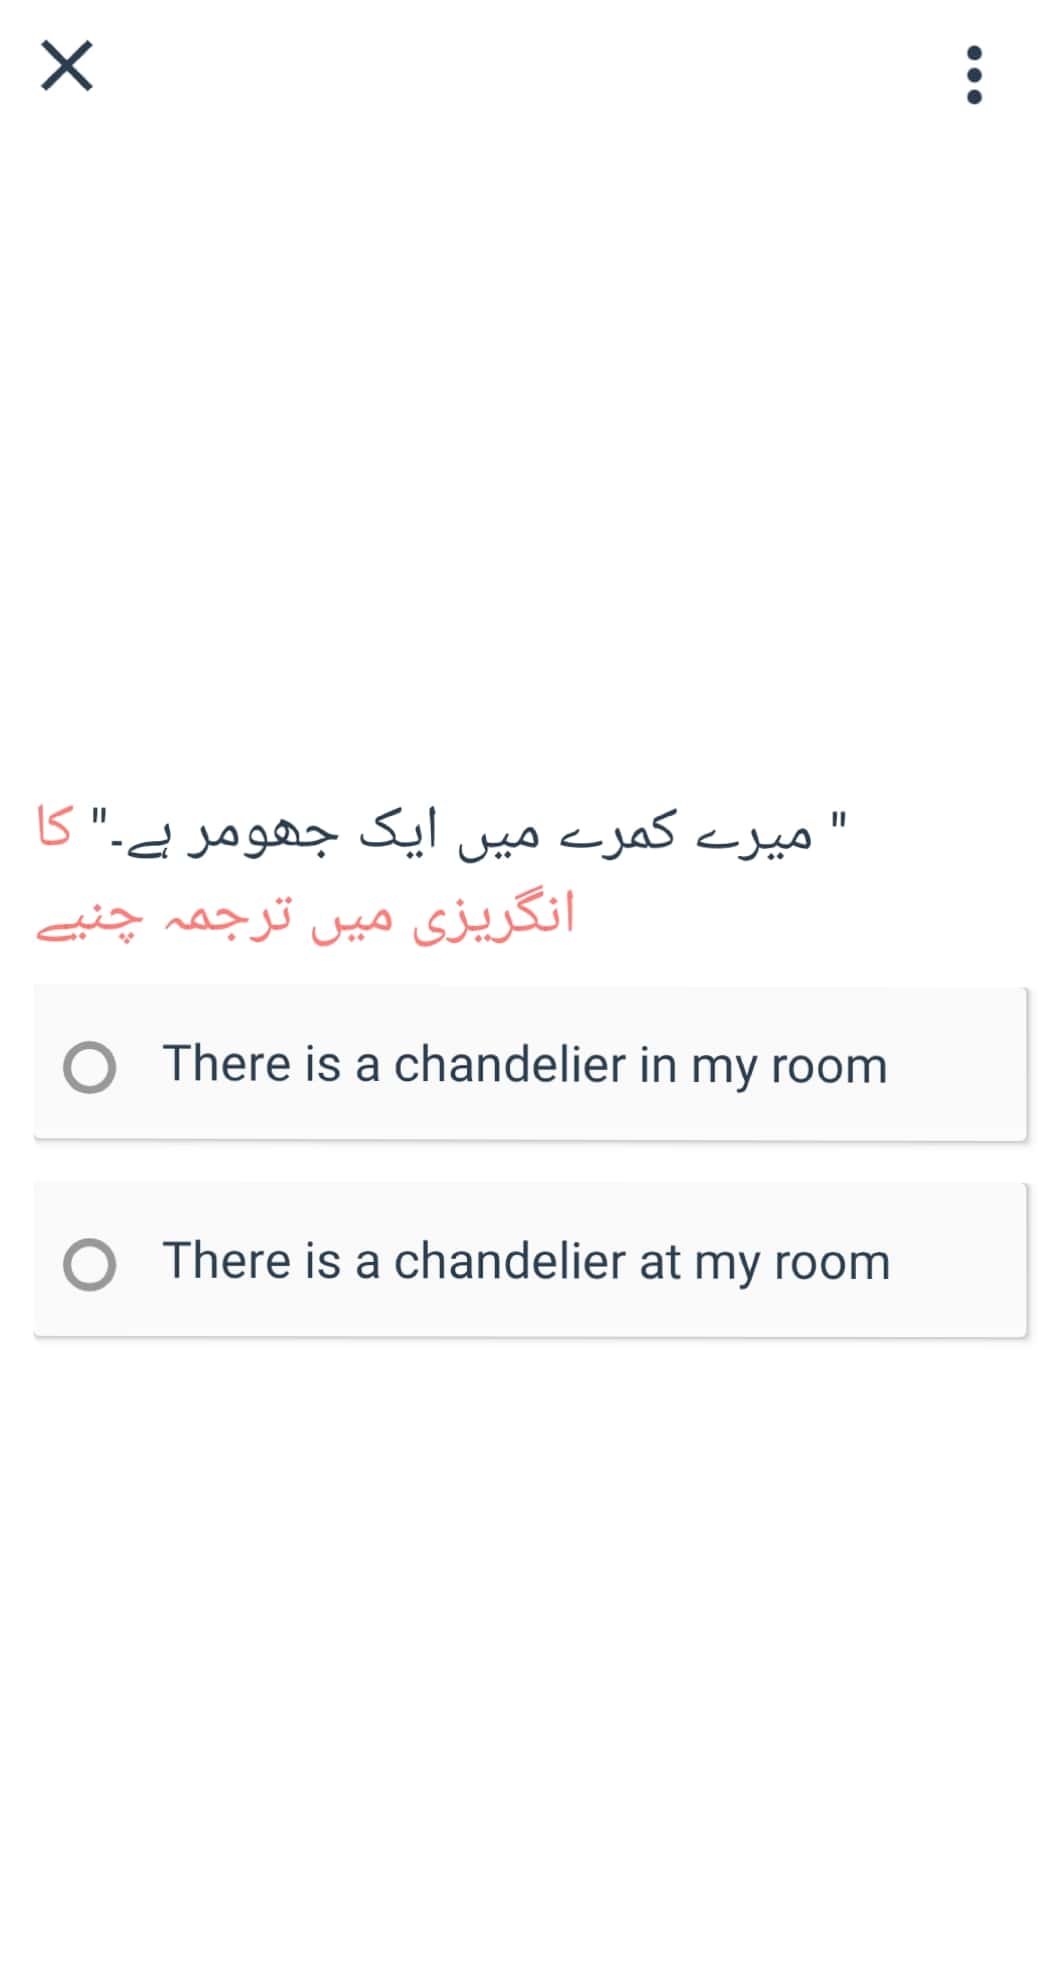 " میرے کمرے میں ایک جھومر ہے۔" کا
انگریزی میں ترجمہ چنیے
There is a chandelier in my room
There is a chandelier at my room